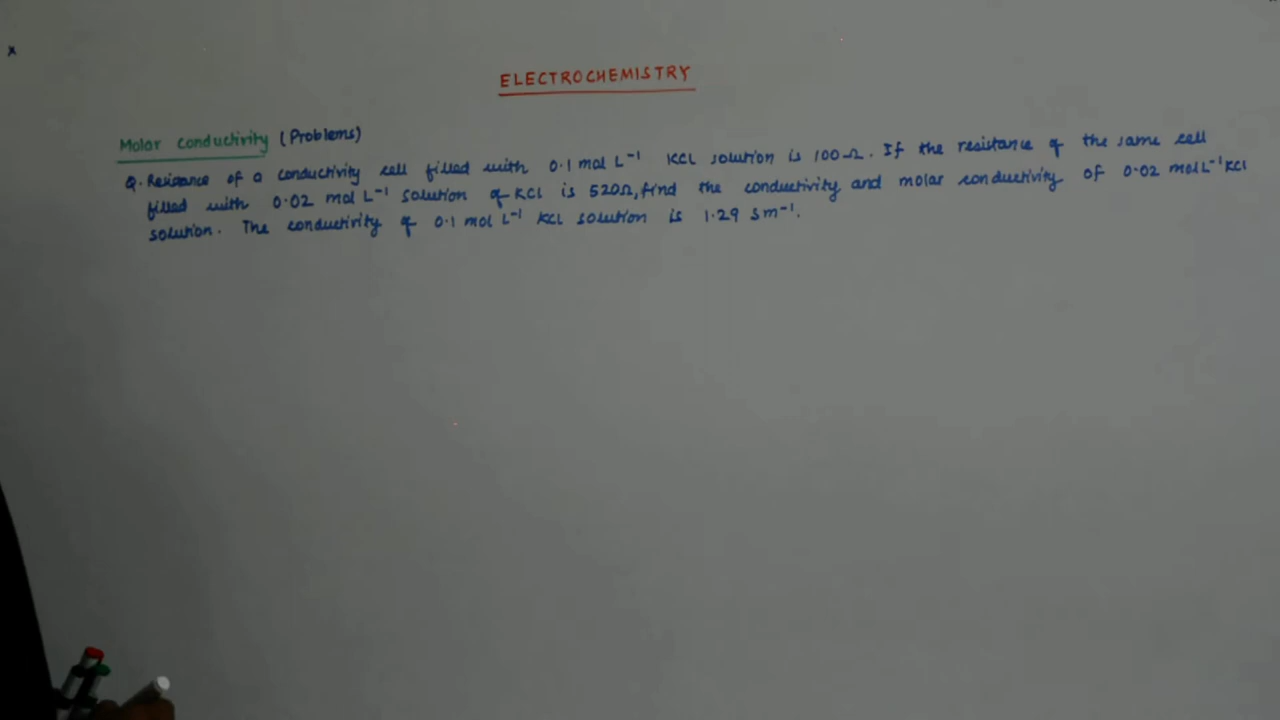 x
ELECTROCHEMISTRY
Molar conductivity (Problems)
Q. Resistance of a conductivity cell filled with 0.1 mol L⁻¹ KCl solution is 100Ω. If the resistance of the same cell
filled with 0.02 mol L⁻¹ solution of KCl is 520Ω, find the conductivity and molar conductivity of 0.02 mol L⁻¹ KCl
solution. The conductivity of 0.1 mol L⁻¹ KCl solution is 1.29 Sm⁻¹.